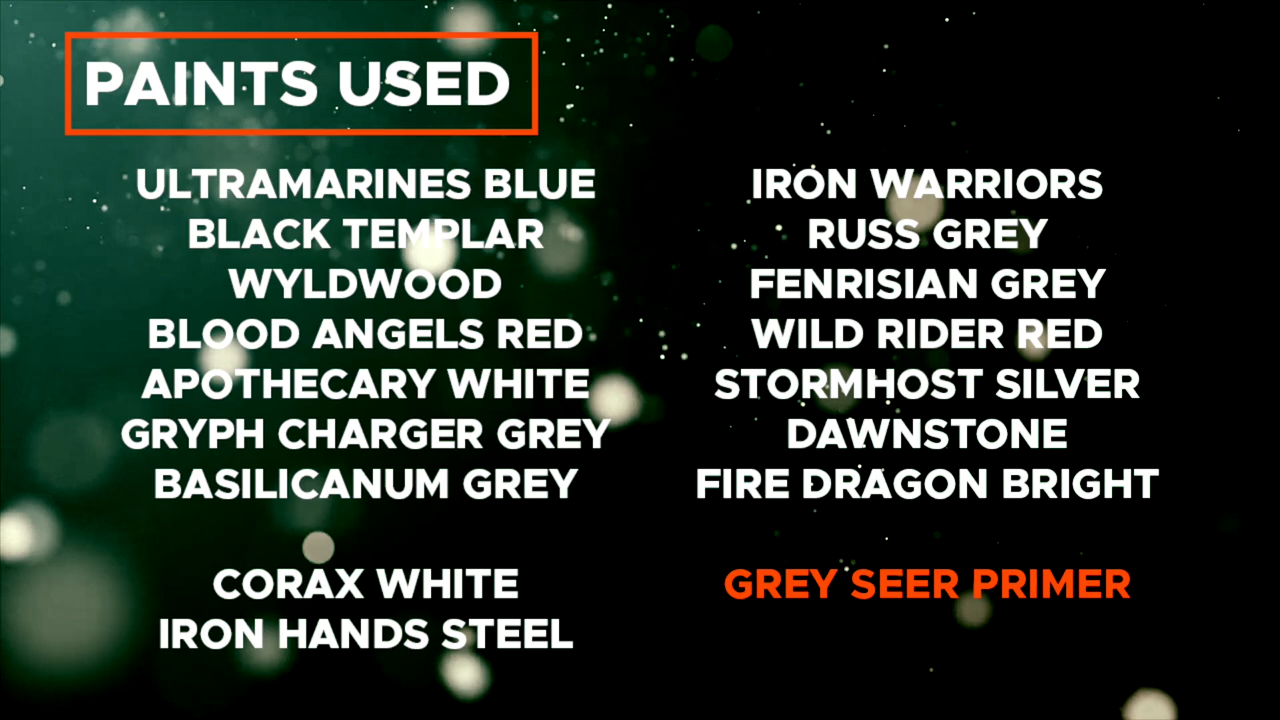 PAINTS USED
ULTRAMARINES BLUE
BLACK TEMPLAR
WYLDWOOD
BLOOD ANGELS RED
APOTHECARY WHITE
GRYPH CHARGER GREY
BASILICANUM GREY
CORAX WHITE
IRON HANDS STEEL
IRON WARRIORS
RUSS GREY
FENRISIAN GREY
WILD RIDER RED
STORMHOST SILVER
DAWNSTONE
FIRE DRAGON BRIGHT
GREY SEER PRIMER